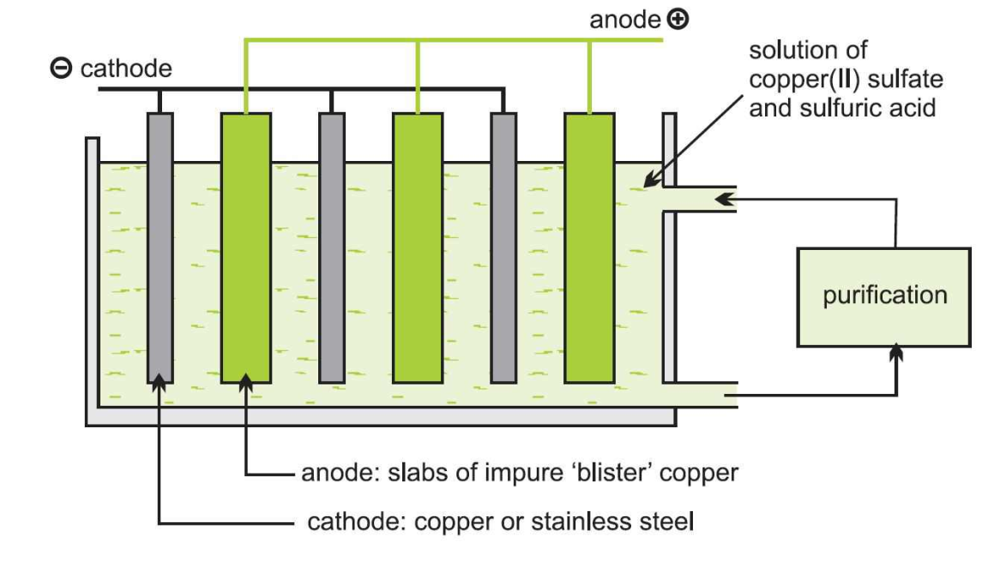 anode ⊕
⊖ cathode
solution of
copper(II) sulfate
and sulfuric acid
purification
anode: slabs of impure ‘blister’ copper
cathode: copper or stainless steel